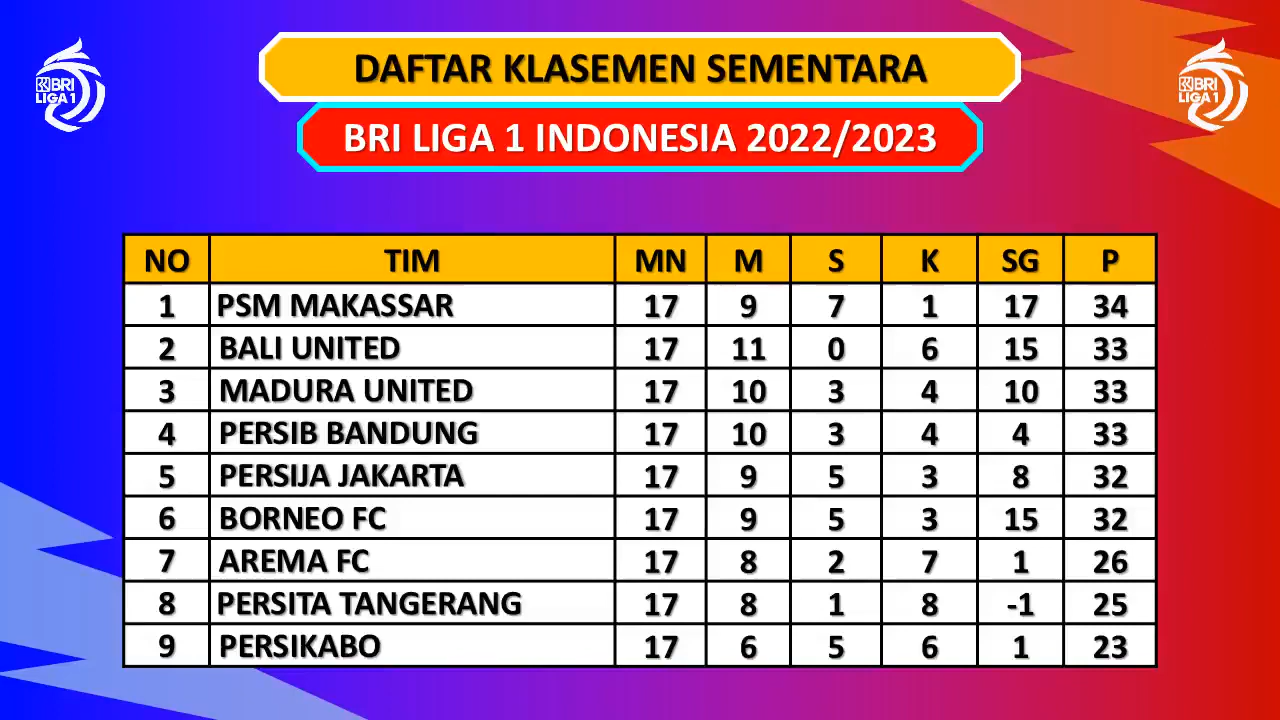 BRI
LIGA 1
DAFTAR KLASEMEN SEMENTARA
BRI LIGA 1 INDONESIA 2022/2023
BRI
LIGA 1
NO TIM MN M S K SG P
1 PSM MAKASSAR 17 9 7 1 17 34
2 BALI UNITED 17 11 0 6 15 33
3 MADURA UNITED 17 10 3 4 10 33
4 PERSIB BANDUNG 17 10 3 4 4 33
5 PERSIJA JAKARTA 17 9 5 3 8 32
6 BORNEO FC 17 9 5 3 15 32
7 AREMA FC 17 8 2 7 1 26
8 PERSITA TANGERANG 17 8 1 8 -1 25
9 PERSIKABO 17 6 5 6 1 23